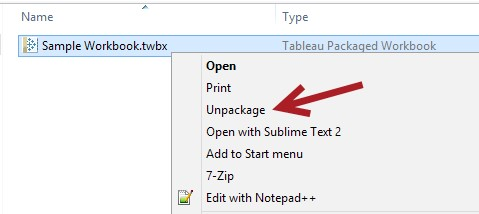 Name Type
Sample Workbook.twbx Tableau Packaged Workbook
Open
Print
Unpackage
Open with Sublime Text 2
Add to Start menu
7-Zip
Edit with Notepad++